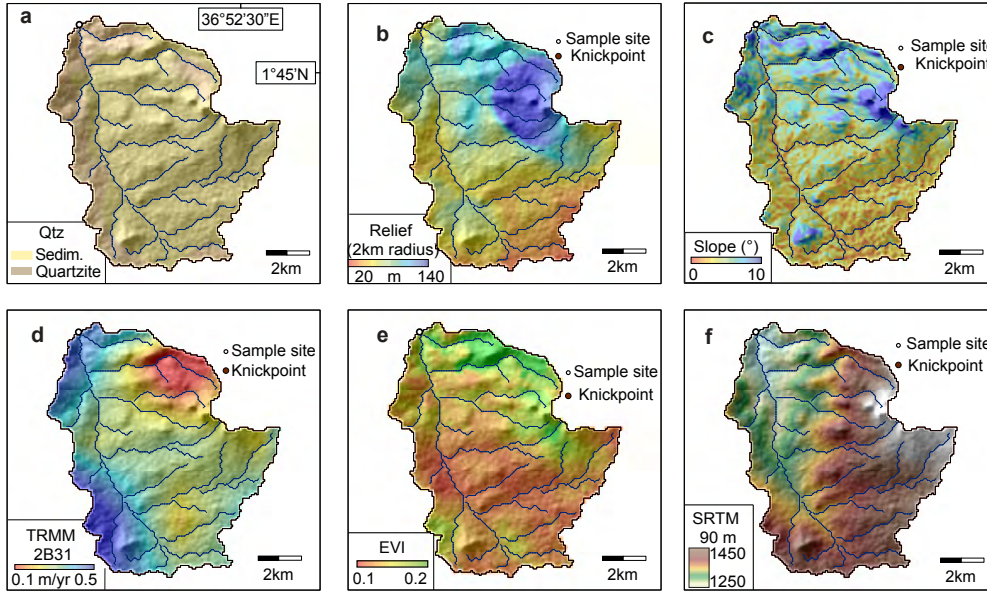 a
36°52'30"E
1°45'N
Qtz
Sedim.
Quartzite
2km
b
Sample site
Knickpoint
Relief
(2km radius)
20 m 140
2km
c
Sample site
Knickpoint
Slope (°)
0 10
2km
d
Sample site
Knickpoint
TRMM
2B31
0.1 m/yr 0.5
2km
e
Sample site
Knickpoint
EVI
0.1 0.2
2km
f
Sample site
Knickpoint
SRTM
90 m
1450
1250
2km